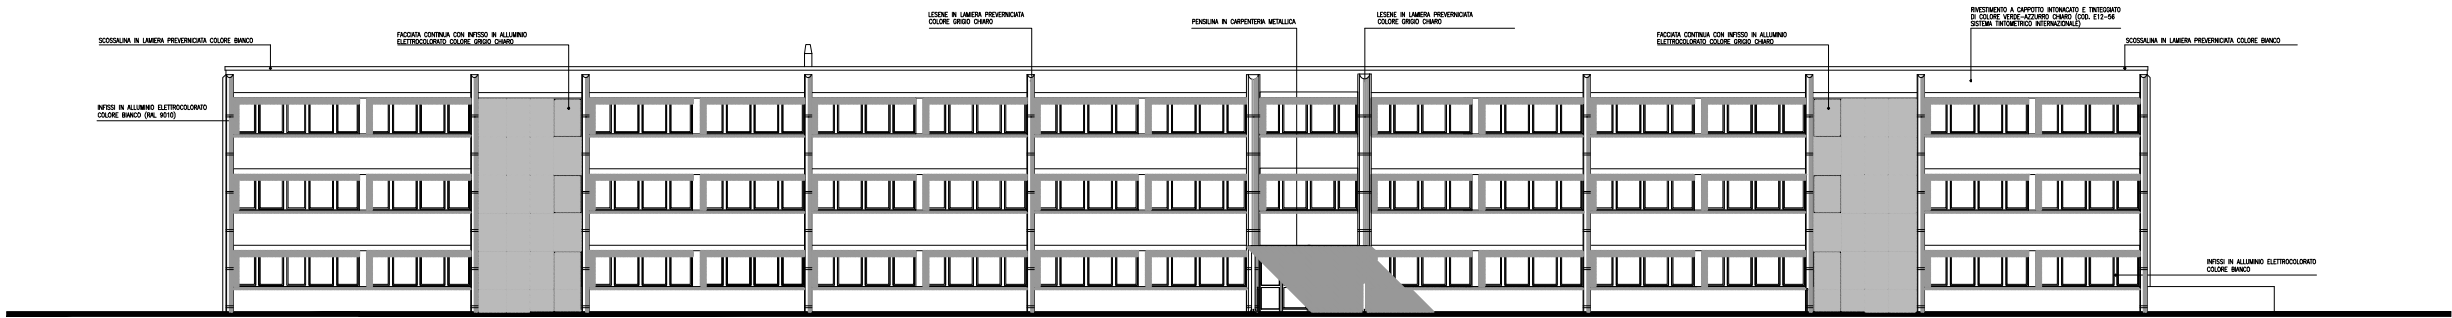 SCOSSALINA IN LAMIERA PREVERNICIATA COLORE BIANCO
FACCIATA CONTINUA CON INFISSO IN ALLUMINIO
ELETTROCOLORATO COLORE GRIGIO CHIARO
LESENE IN LAMIERA PREVERNICIATA
COLORE GRIGIO CHIARO
PENSILINA IN CARPENTERIA METALLICA
LESENE IN LAMIERA PREVERNICIATA
COLORE GRIGIO CHIARO
FACCIATA CONTINUA CON INFISSO IN ALLUMINIO
ELETTROCOLORATO COLORE GRIGIO CHIARO
RIVESTIMENTO A CAPPOTTO INTONACATO E TINTEGGIATO
DI COLORE VERDE-AZZURRO CHIARO (COD. E12-56
SISTEMA TINTOMETRICO INTERNAZIONALE)
SCOSSALINA IN LAMIERA PREVERNICIATA COLORE BIANCO
INFISSI IN ALLUMINIO ELETTROCOLORATO
COLORE BIANCO (RAL 9010)
INFISSI IN ALLUMINIO ELETTROCOLORATO
COLORE BIANCO